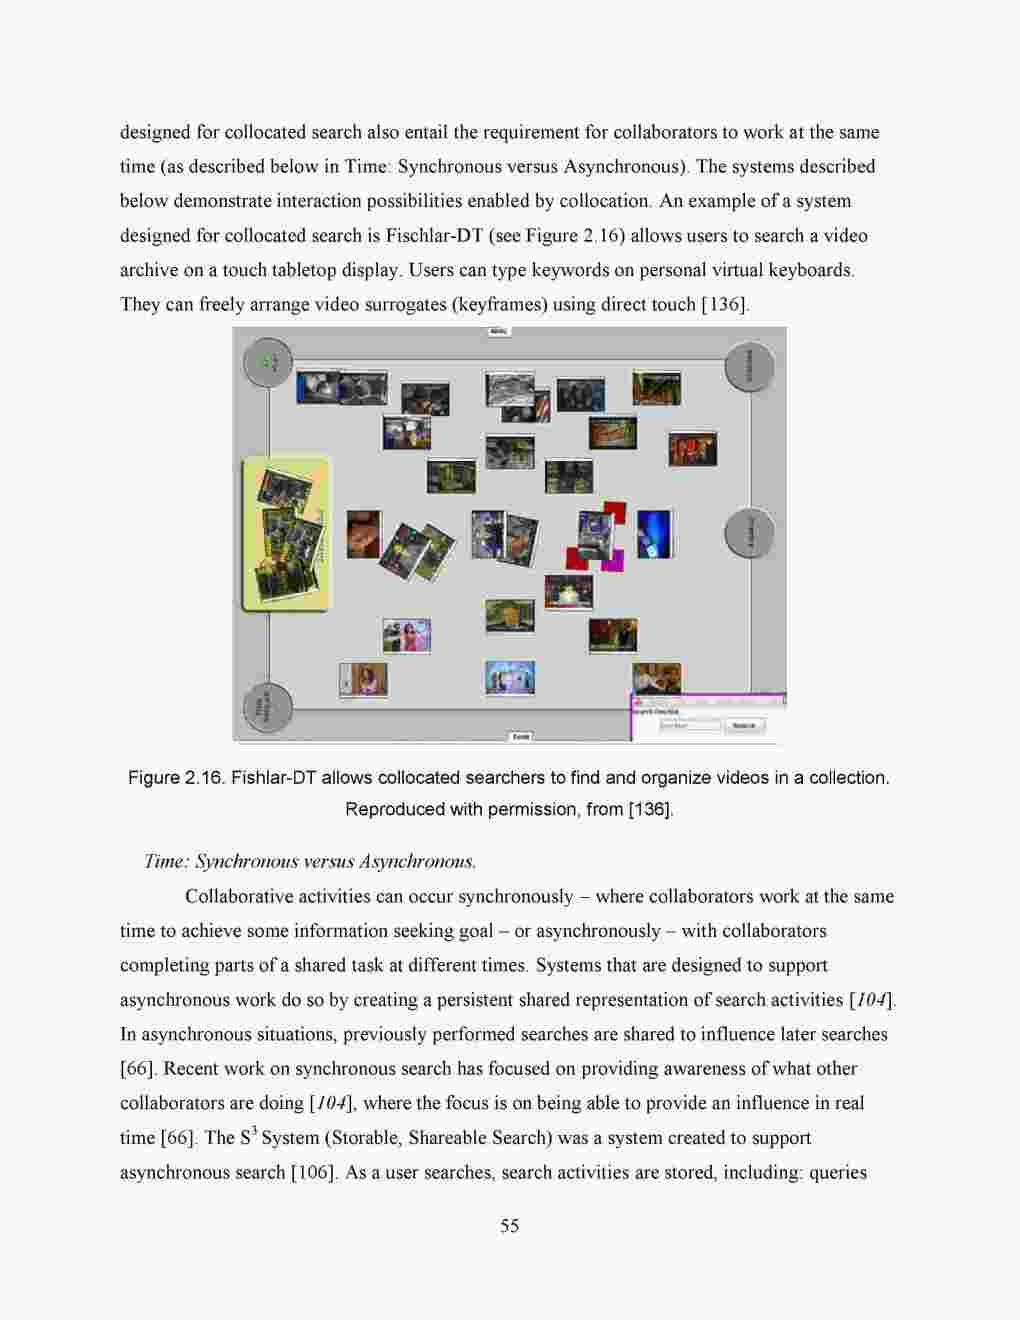 designed for collocated search also entail the requirement for collaborators to work at the same
time (as described below in Time: Synchronous versus Asynchronous). The systems described
below demonstrate interaction possibilities enabled by collocation. An example of a system
designed for collocated search is Fischlar-DT (see Figure 2.16) allows users to search a video
archive on a touch tabletop display. Users can type keywords on personal virtual keyboards.
They can freely arrange video surrogates (keyframes) using direct touch [136].
Figure 2.16. Fishlar-DT allows collocated searchers to find and organize videos in a collection.
Reproduced with permission, from [136].
Time: Synchronous versus Asynchronous.
Collaborative activities can occur synchronously – where collaborators work at the same
time to achieve some information seeking goal – or asynchronously – with collaborators
completing parts of a shared task at different times. Systems that are designed to support
asynchronous work do so by creating a persistent shared representation of search activities [104].
In asynchronous situations, previously performed searches are shared to influence later searches
[66]. Recent work on synchronous search has focused on providing awareness of what other
collaborators are doing [104], where the focus is on being able to provide an influence in real
time [66]. The S³ System (Storable, Shareable Search) was a system created to support
asynchronous search [106]. As a user searches, search activities are stored, including: queries
55